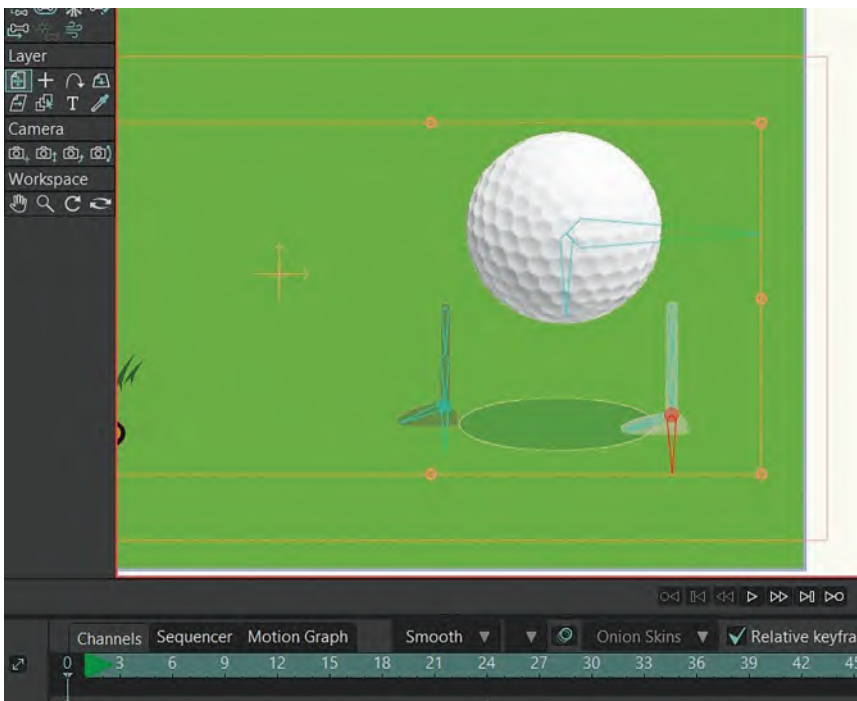 Layer
T
Camera
Workspace
Channels Sequencer Motion Graph Smooth Onion Skins Relative keyfra
0 3 6 9 12 15 18 21 24 27 30 33 36 39 42 45